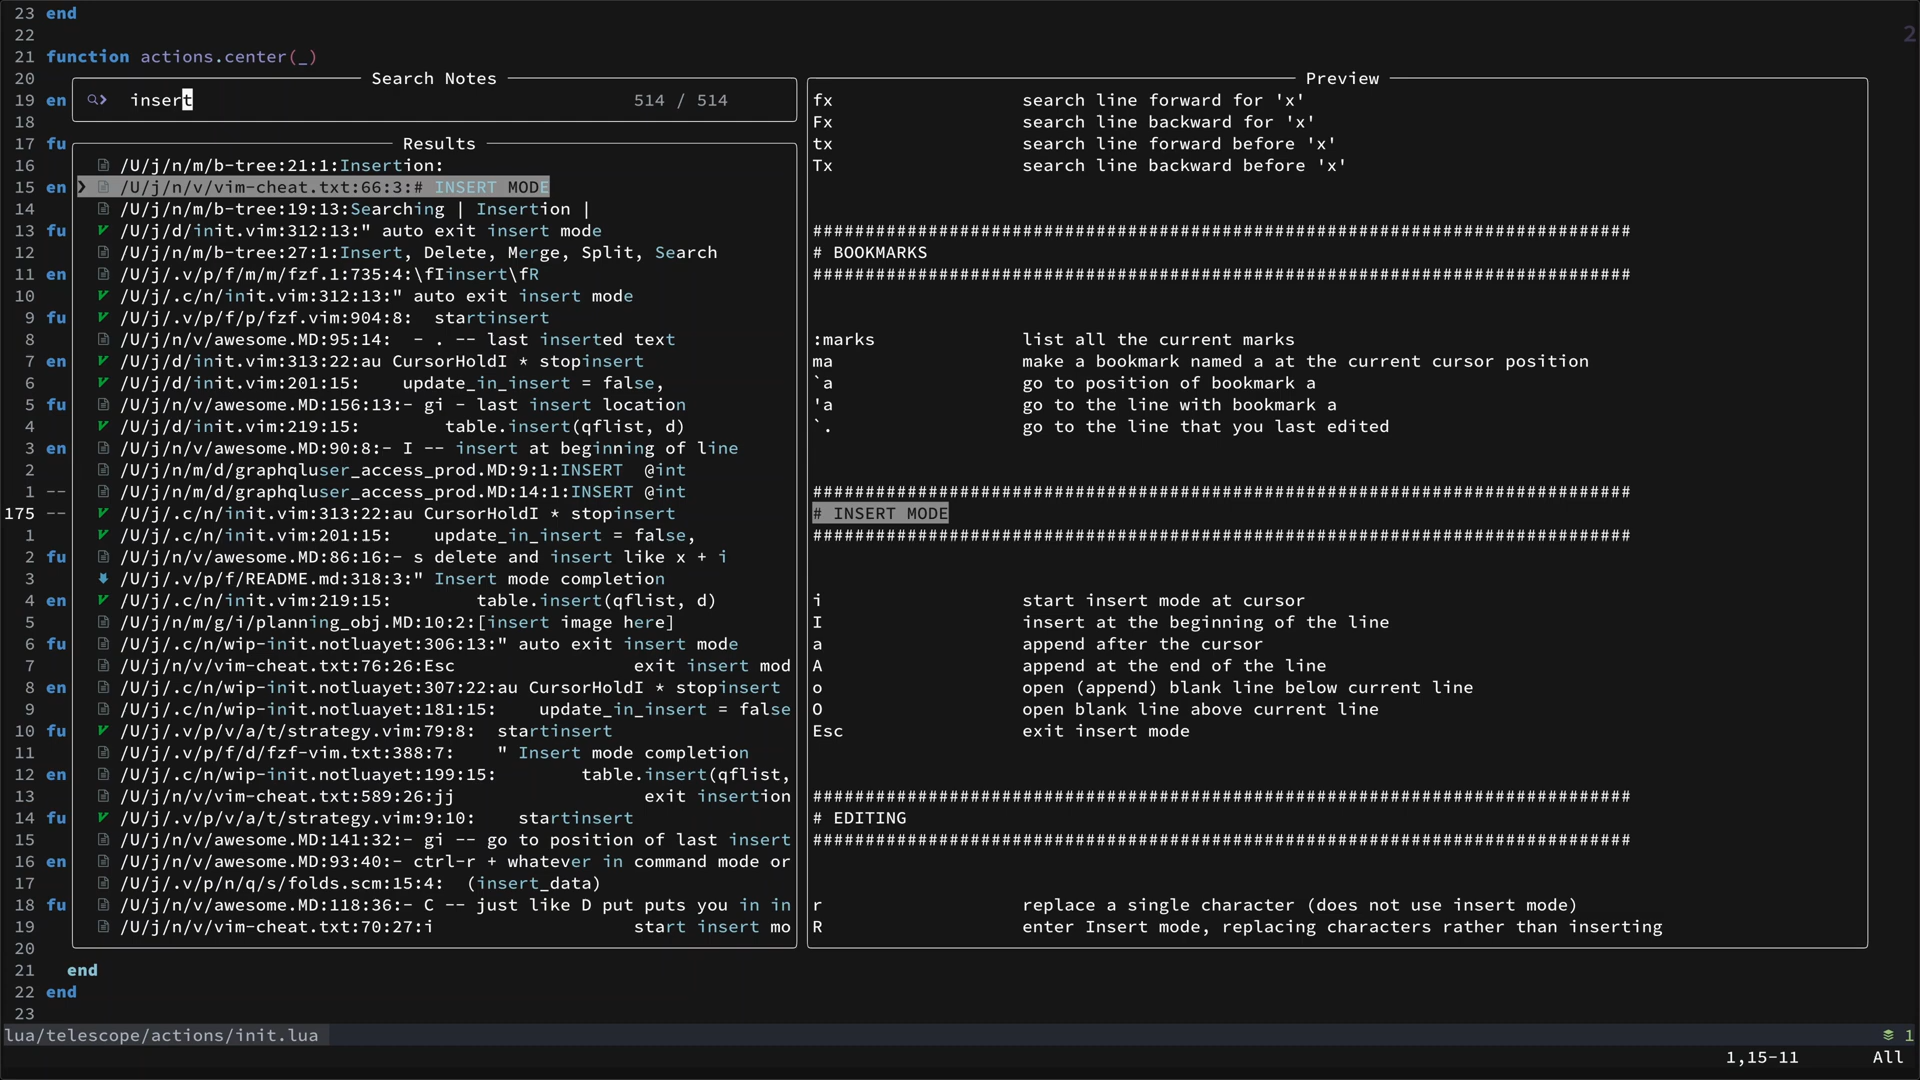 23 end
22
21 function actions.center(_)
2
20
Search Notes
19 en
insert
514 / 514
18
17 fu
Results
16 /U/j/n/m/b-tree:21:1:Insertion:
15 en /U/j/n/v/vim-cheat.txt:66:3:# INSERT MODE
14 /U/j/n/m/b-tree:19:13:Searching | Insertion |
13 fu /U/j/d/init.vim:312:13:" auto exit insert mode
12 /U/j/n/m/b-tree:27:1:Insert, Delete, Merge, Split, Search
11 en /U/j/.v/p/f/m/m/fzf.1:735:4:\fIinsert\fR
10 /U/j/.c/n/init.vim:312:13:" auto exit insert mode
9 fu /U/j/.v/p/f/p/fzf.vim:904:8:  startinsert
8 /U/j/n/v/awesome.MD:95:14:  - . -- last inserted text
7 en /U/j/d/init.vim:313:22:au CursorHoldI * stopinsert
6 /U/j/d/init.vim:201:15:    update_in_insert = false,
5 fu /U/j/n/v/awesome.MD:156:13:- gi - last insert location
4 /U/j/d/init.vim:219:15:        table.insert(qflist, d)
3 en /U/j/n/v/awesome.MD:90:8:- I -- insert at beginning of line
2 /U/j/n/m/d/graphqluser_access_prod.MD:9:1:INSERT  @int
1 -- /U/j/n/m/d/graphqluser_access_prod.MD:14:1:INSERT @int
175 -- /U/j/.c/n/init.vim:313:22:au CursorHoldI * stopinsert
1 /U/j/.c/n/init.vim:201:15:    update_in_insert = false,
2 fu /U/j/n/v/awesome.MD:86:16:- s delete and insert like x + i
3 /U/j/.v/p/f/README.md:318:3:" Insert mode completion
4 en /U/j/.c/n/init.vim:219:15:        table.insert(qflist, d)
5 /U/j/n/m/g/i/planning_obj.MD:10:2:[insert image here]
6 fu /U/j/.c/n/wip-init.notluayet:306:13:" auto exit insert mode
7 /U/j/n/v/vim-cheat.txt:76:26:Esc                 exit insert mod
8 en /U/j/.c/n/wip-init.notluayet:307:22:au CursorHoldI * stopinsert
9 /U/j/.c/n/wip-init.notluayet:181:15:    update_in_insert = false
10 fu /U/j/.v/p/v/a/t/strategy.vim:79:8:  startinsert
11 /U/j/.v/p/f/d/fzf-vim.txt:388:7:    " Insert mode completion
12 en /U/j/.c/n/wip-init.notluayet:199:15:        table.insert(qflist,
13 /U/j/n/v/vim-cheat.txt:589:26:jj                  exit insertion
14 fu /U/j/.v/p/v/a/t/strategy.vim:9:10:    startinsert
15 /U/j/n/v/awesome.MD:141:32:- gi -- go to position of last insert
16 en /U/j/n/v/awesome.MD:93:40:- ctrl-r + whatever in command mode or
17 /U/j/.v/p/n/q/s/folds.scm:15:4:  (insert_data)
18 fu /U/j/n/v/awesome.MD:118:36:- C -- just like D put puts you in in
19 /U/j/n/v/vim-cheat.txt:70:27:i                   start insert mo
20
21 end
22 end
23
Preview
fx search line forward for 'x'
Fx search line backward for 'x'
tx search line forward before 'x'
Tx search line backward before 'x'
##############################################################################
# BOOKMARKS
##############################################################################
:marks list all the current marks
ma make a bookmark named a at the current cursor position
`a go to position of bookmark a
'a go to the line with bookmark a
`. go to the line that you last edited
##############################################################################
# INSERT MODE
##############################################################################
i start insert mode at cursor
I insert at the beginning of the line
a append after the cursor
A append at the end of the line
o open (append) blank line below current line
O open blank line above current line
Esc exit insert mode
##############################################################################
# EDITING
##############################################################################
r replace a single character (does not use insert mode)
R enter Insert mode, replacing characters rather than inserting
lua/telescope/actions/init.lua
1
1,15-11 All